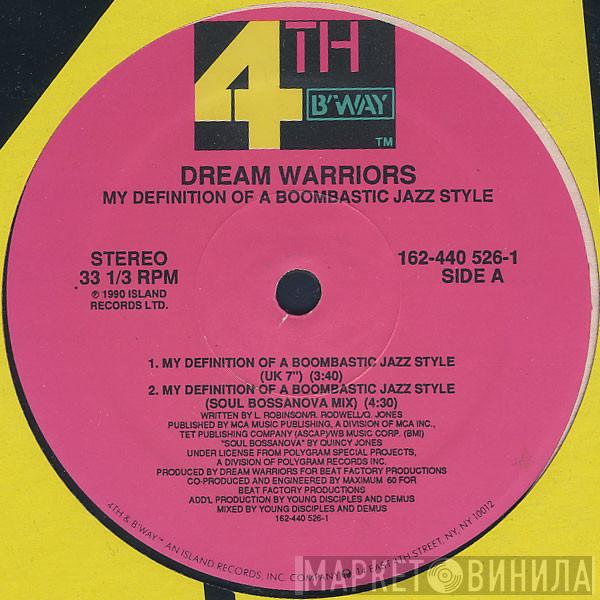 4TH
B'WAY
TM
DREAM WARRIORS
MY DEFINITION OF A BOOMBASTIC JAZZ STYLE
STEREO
33 1/3 RPM
℗ 1990 ISLAND
RECORDS LTD.
162-440 526-1
SIDE A
1. MY DEFINITION OF A BOOMBASTIC JAZZ STYLE
(UK 7") (3:40)
2. MY DEFINITION OF A BOOMBASTIC JAZZ STYLE
(SOUL BOSSANOVA MIX) (4:30)
WRITTEN BY L. ROBINSON/R. RODWELL/Q. JONES
PUBLISHED BY MCA MUSIC PUBLISHING, A DIVISION OF MCA INC.,
TET PUBLISHING COMPANY (ASCAP)/WB MUSIC CORP. (BMI)
"SOUL BOSSANOVA" BY QUINCY JONES
UNDER LICENSE FROM POLYGRAM SPECIAL PROJECTS,
A DIVISION OF POLYGRAM RECORDS INC.
PRODUCED BY DREAM WARRIORS FOR BEAT FACTORY PRODUCTIONS
CO-PRODUCED AND ENGINEERED BY MAXIMUM 60 FOR
BEAT FACTORY PRODUCTIONS
ADD'L PRODUCTION BY YOUNG DISCIPLES AND DEMUS
MIXED BY YOUNG DISCIPLES AND DEMUS
162-440 526-1
4TH & B'WAY™ AN ISLAND RECORDS, INC. COMPANY 14 EAST 4TH STREET, NY, NY 10012
МАРКЕТ ВИНИЛА